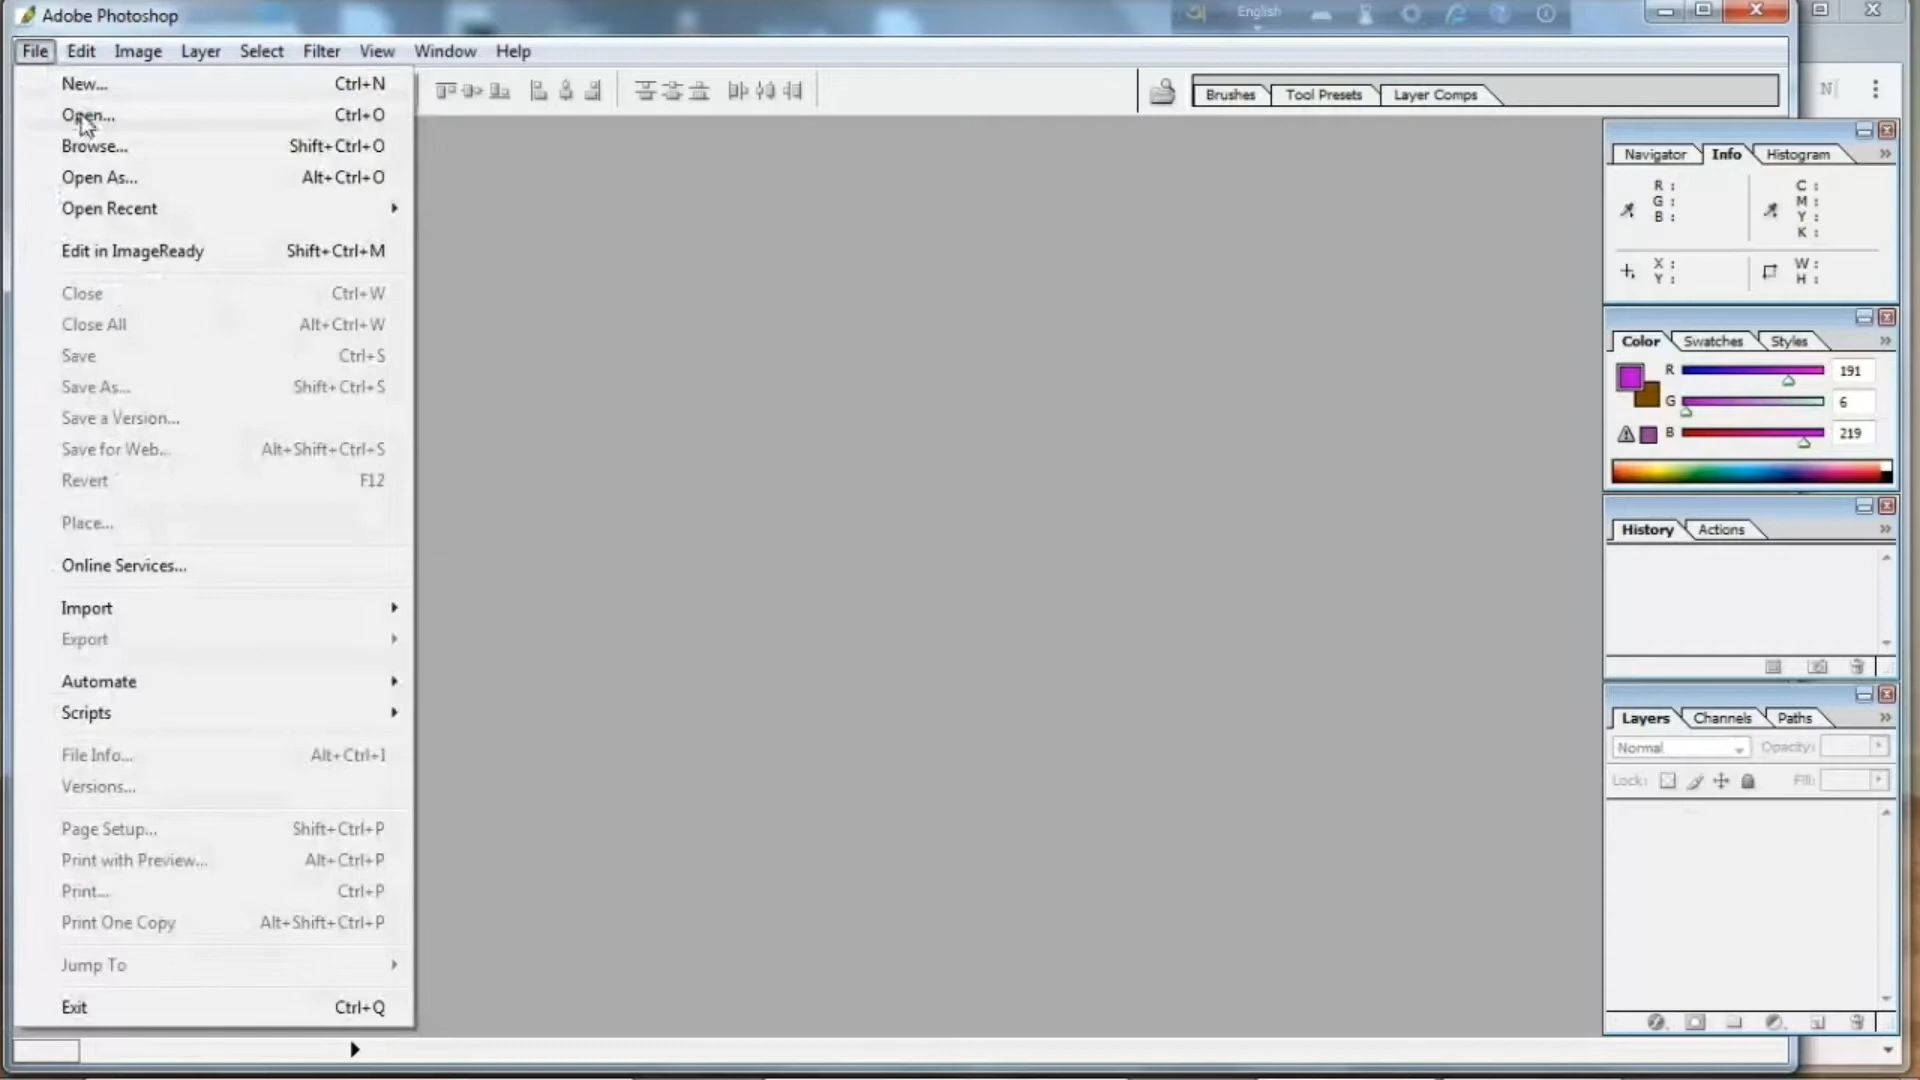 Adobe Photoshop
English
File Edit Image Layer Select Filter View Window Help
New... Ctrl+N
Open... Ctrl+O
Browse... Shift+Ctrl+O
Open As... Alt+Ctrl+O
Open Recent
Edit in ImageReady Shift+Ctrl+M
Close Ctrl+W
Close All Alt+Ctrl+W
Save Ctrl+S
Save As... Shift+Ctrl+S
Save a Version...
Save for Web... Alt+Shift+Ctrl+S
Revert F12
Place...
Online Services...
Import
Export
Automate
Scripts
File Info... Alt+Ctrl+I
Versions...
Page Setup... Shift+Ctrl+P
Print with Preview... Alt+Ctrl+P
Print... Ctrl+P
Print One Copy Alt+Shift+Ctrl+P
Jump To
Exit Ctrl+Q
Brushes Tool Presets Layer Comps
N
Navigator Info Histogram
R : C :
G : M :
B : Y :
K :
X : W :
Y : H :
Color Swatches Styles
R 191
G 6
B 219
History Actions
Layers Channels Paths
Normal Opacity:
Lock: Fill: